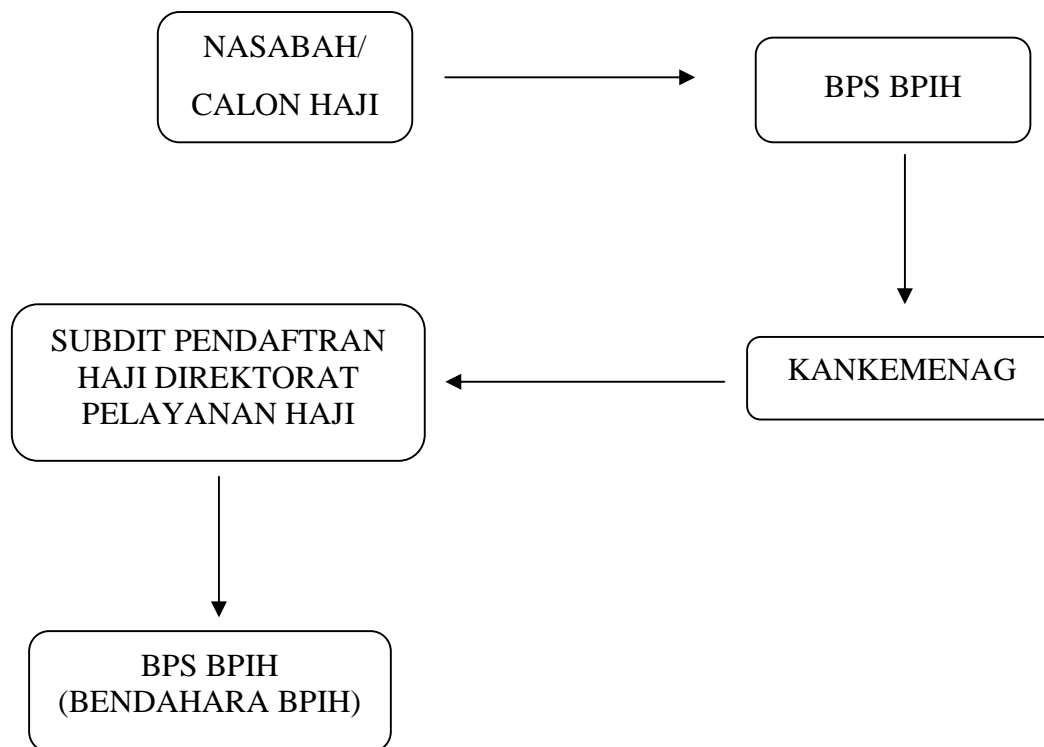 NASABAH/
CALON HAJI
BPS BPIH
KANKEMENAG
SUBDIT PENDAFTRAN
HAJI DIREKTORAT
PELAYANAN HAJI
BPS BPIH
(BENDAHARA BPIH)